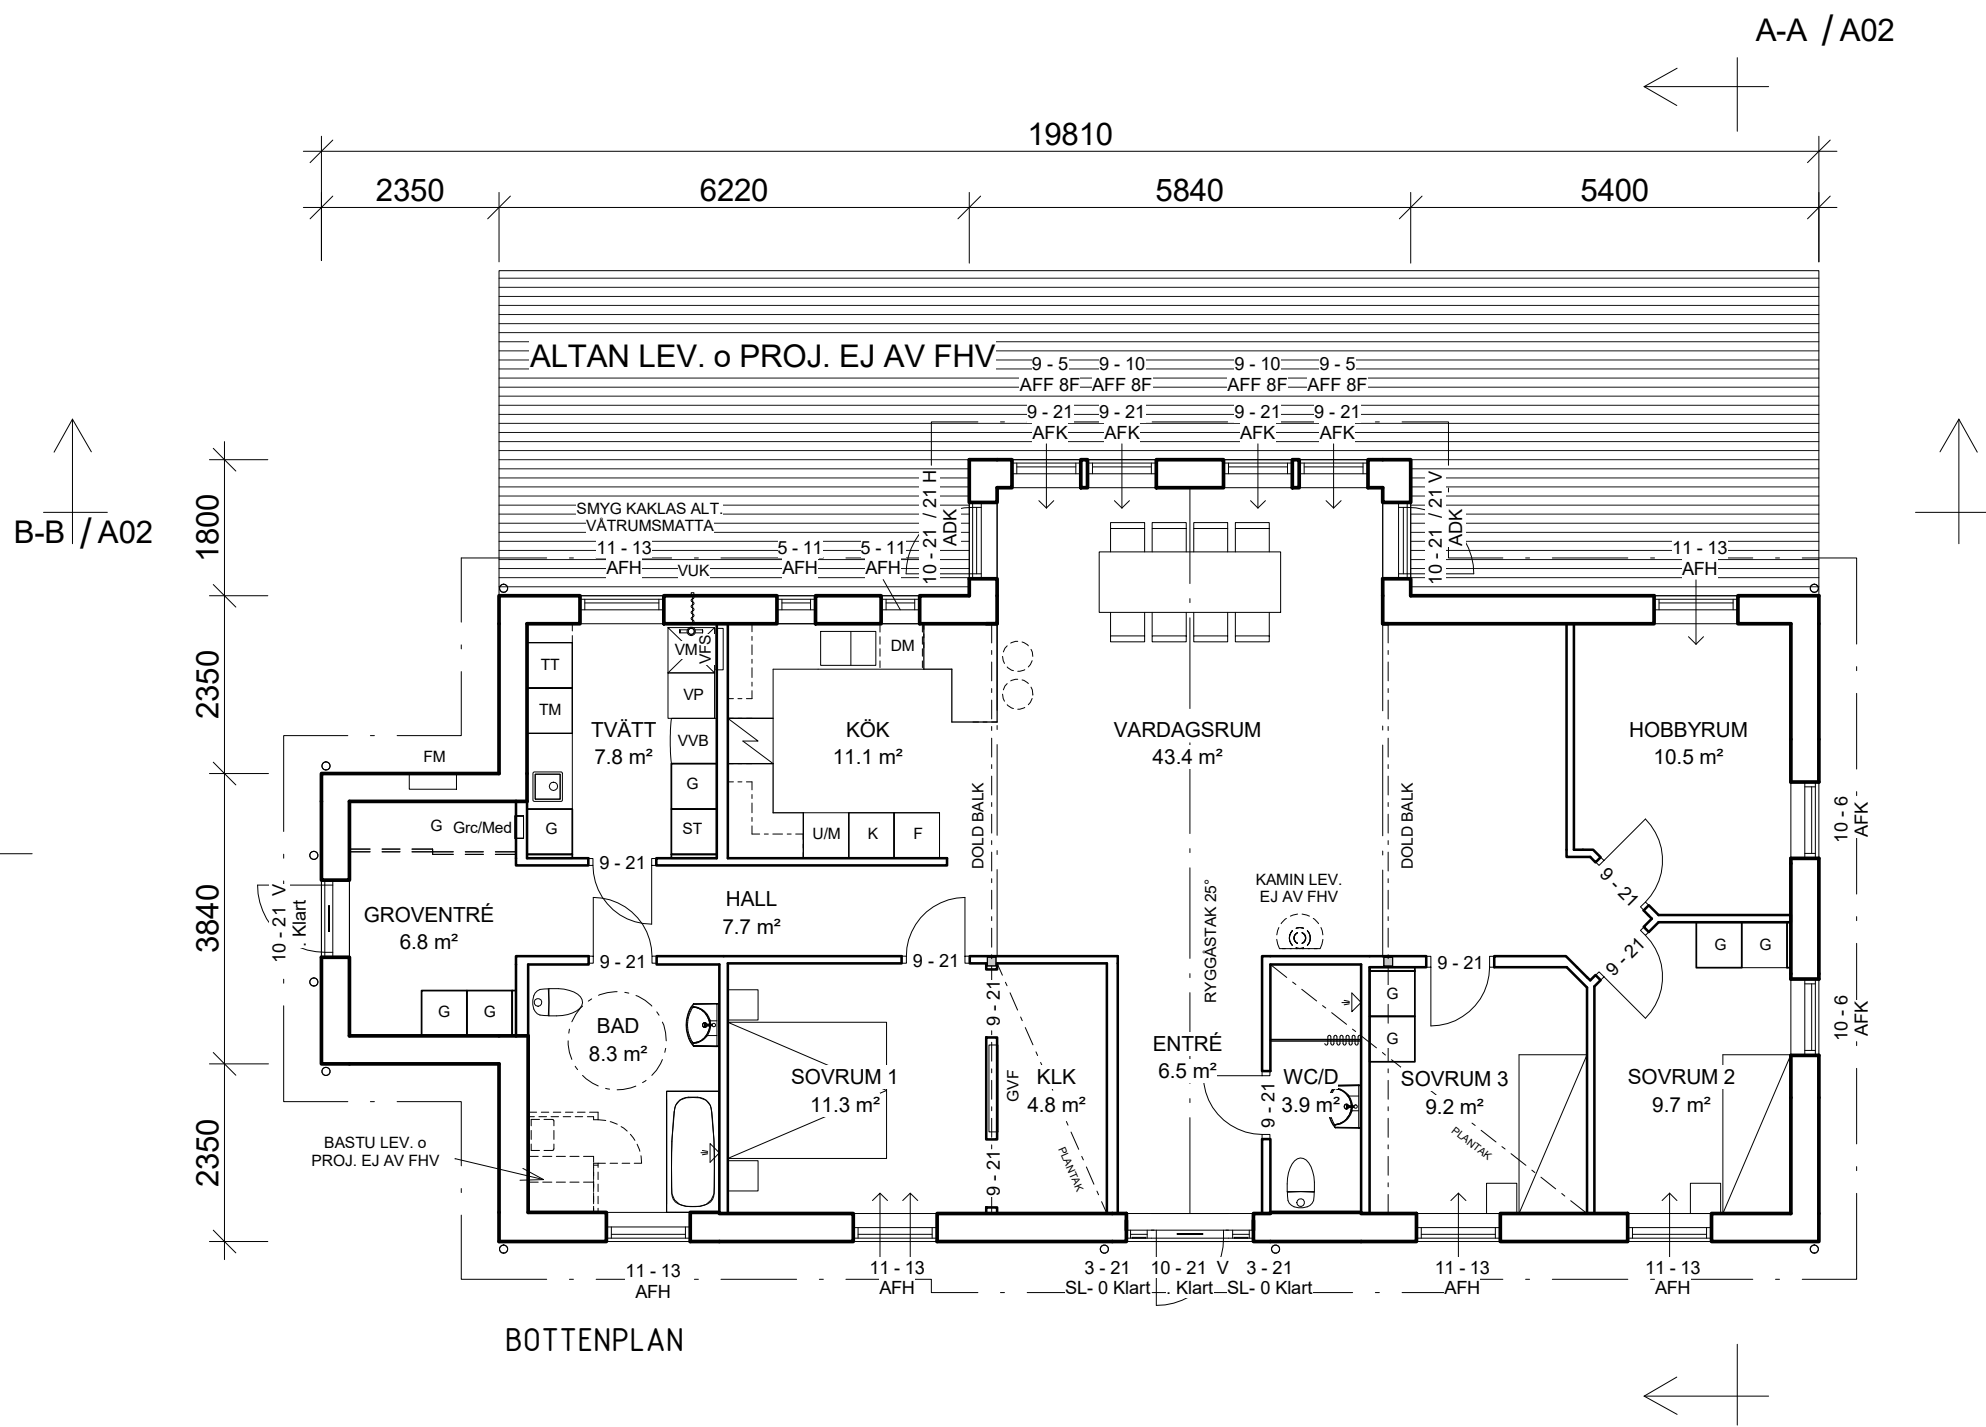 A-A / A02
19810
2350 6220 5840 5400
ALTAN LEV. o PROJ. EJ AV FHV
9 - 5 9 - 10 9 - 10 9 - 5
AFF 8F AFF 8F AFF 8F AFF 8F
9 - 21 9 - 21 9 - 21 9 - 21
AFK AFK AFK AFK
B-B / A02
1800
2350
3840
2350
SMYG KAKLAS ALT.
VÅTRUMSMATTA
11 - 13
AFH
VUK
5 - 11
AFH
5 - 11
AFH
10 - 21 / 21 H
ADK
10 - 21 / 21 V
ADK
11 - 13
AFH
TT
TM
G
VM
VFS
VP
VVB
G
ST
TVÄTT
7.8 m²
DM
KÖK
11.1 m²
U/M K F
VARDAGSRUM
43.4 m²
HOBBYRUM
10.5 m²
DOLD BALK
DOLD BALK
10 - 6
AFK
FM
G Grc/Med
GROVENTRÉ
6.8 m²
10 - 21 V
. Klart
G G
9 - 21
HALL
7.7 m²
9 - 21
9 - 21
RYGGÅSTAK 25°
KAMIN LEV.
EJ AV FHV
9 - 21
9 - 21
9 - 21
G G
10 - 6
AFK
BAD
8.3 m²
BASTU LEV. o
PROJ. EJ AV FHV
SOVRUM 1
11.3 m²
9 - 21
GVF
9 - 21
KLK
4.8 m²
PLANTAK
ENTRÉ
6.5 m²
9 - 21
WC/D
3.9 m²
G
G
SOVRUM 3
9.2 m²
PLANTAK
SOVRUM 2
9.7 m²
11 - 13
AFH
11 - 13
AFH
3 - 21 10 - 21 V 3 - 21
SL- 0 Klart . Klart SL- 0 Klart
11 - 13
AFH
11 - 13
AFH
BOTTENPLAN